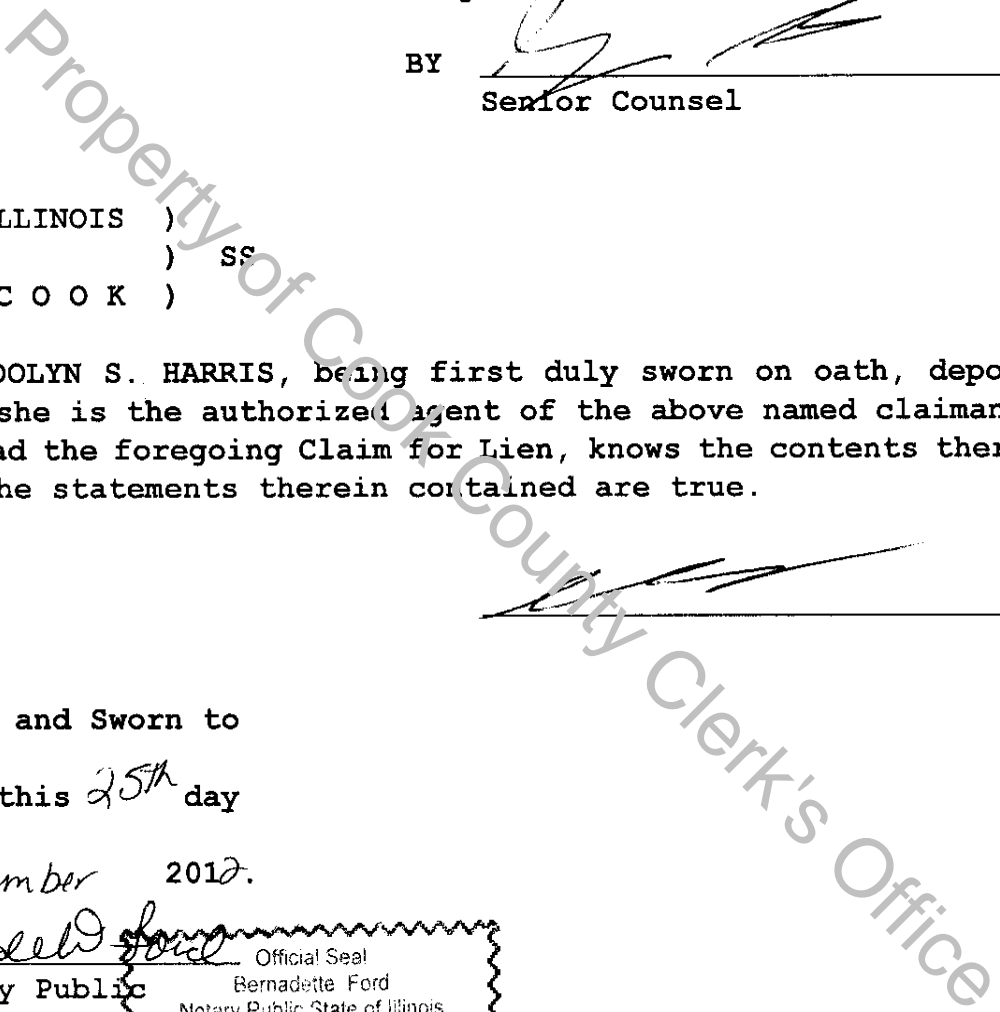 BY
Senior Counsel
LLINOIS )
) SS
C O O K )
DOLYN S. HARRIS, being first duly sworn on oath, depo
she is the authorized agent of the above named claiman
ad the foregoing Claim for Lien, knows the contents ther
he statements therein contained are true.
and Sworn to
this 25th day
mber 2012.
Ford
y Public
Official Seal
Bernadette Ford
Notary Public State of Illinois
Property of Cook County Clerk's Office